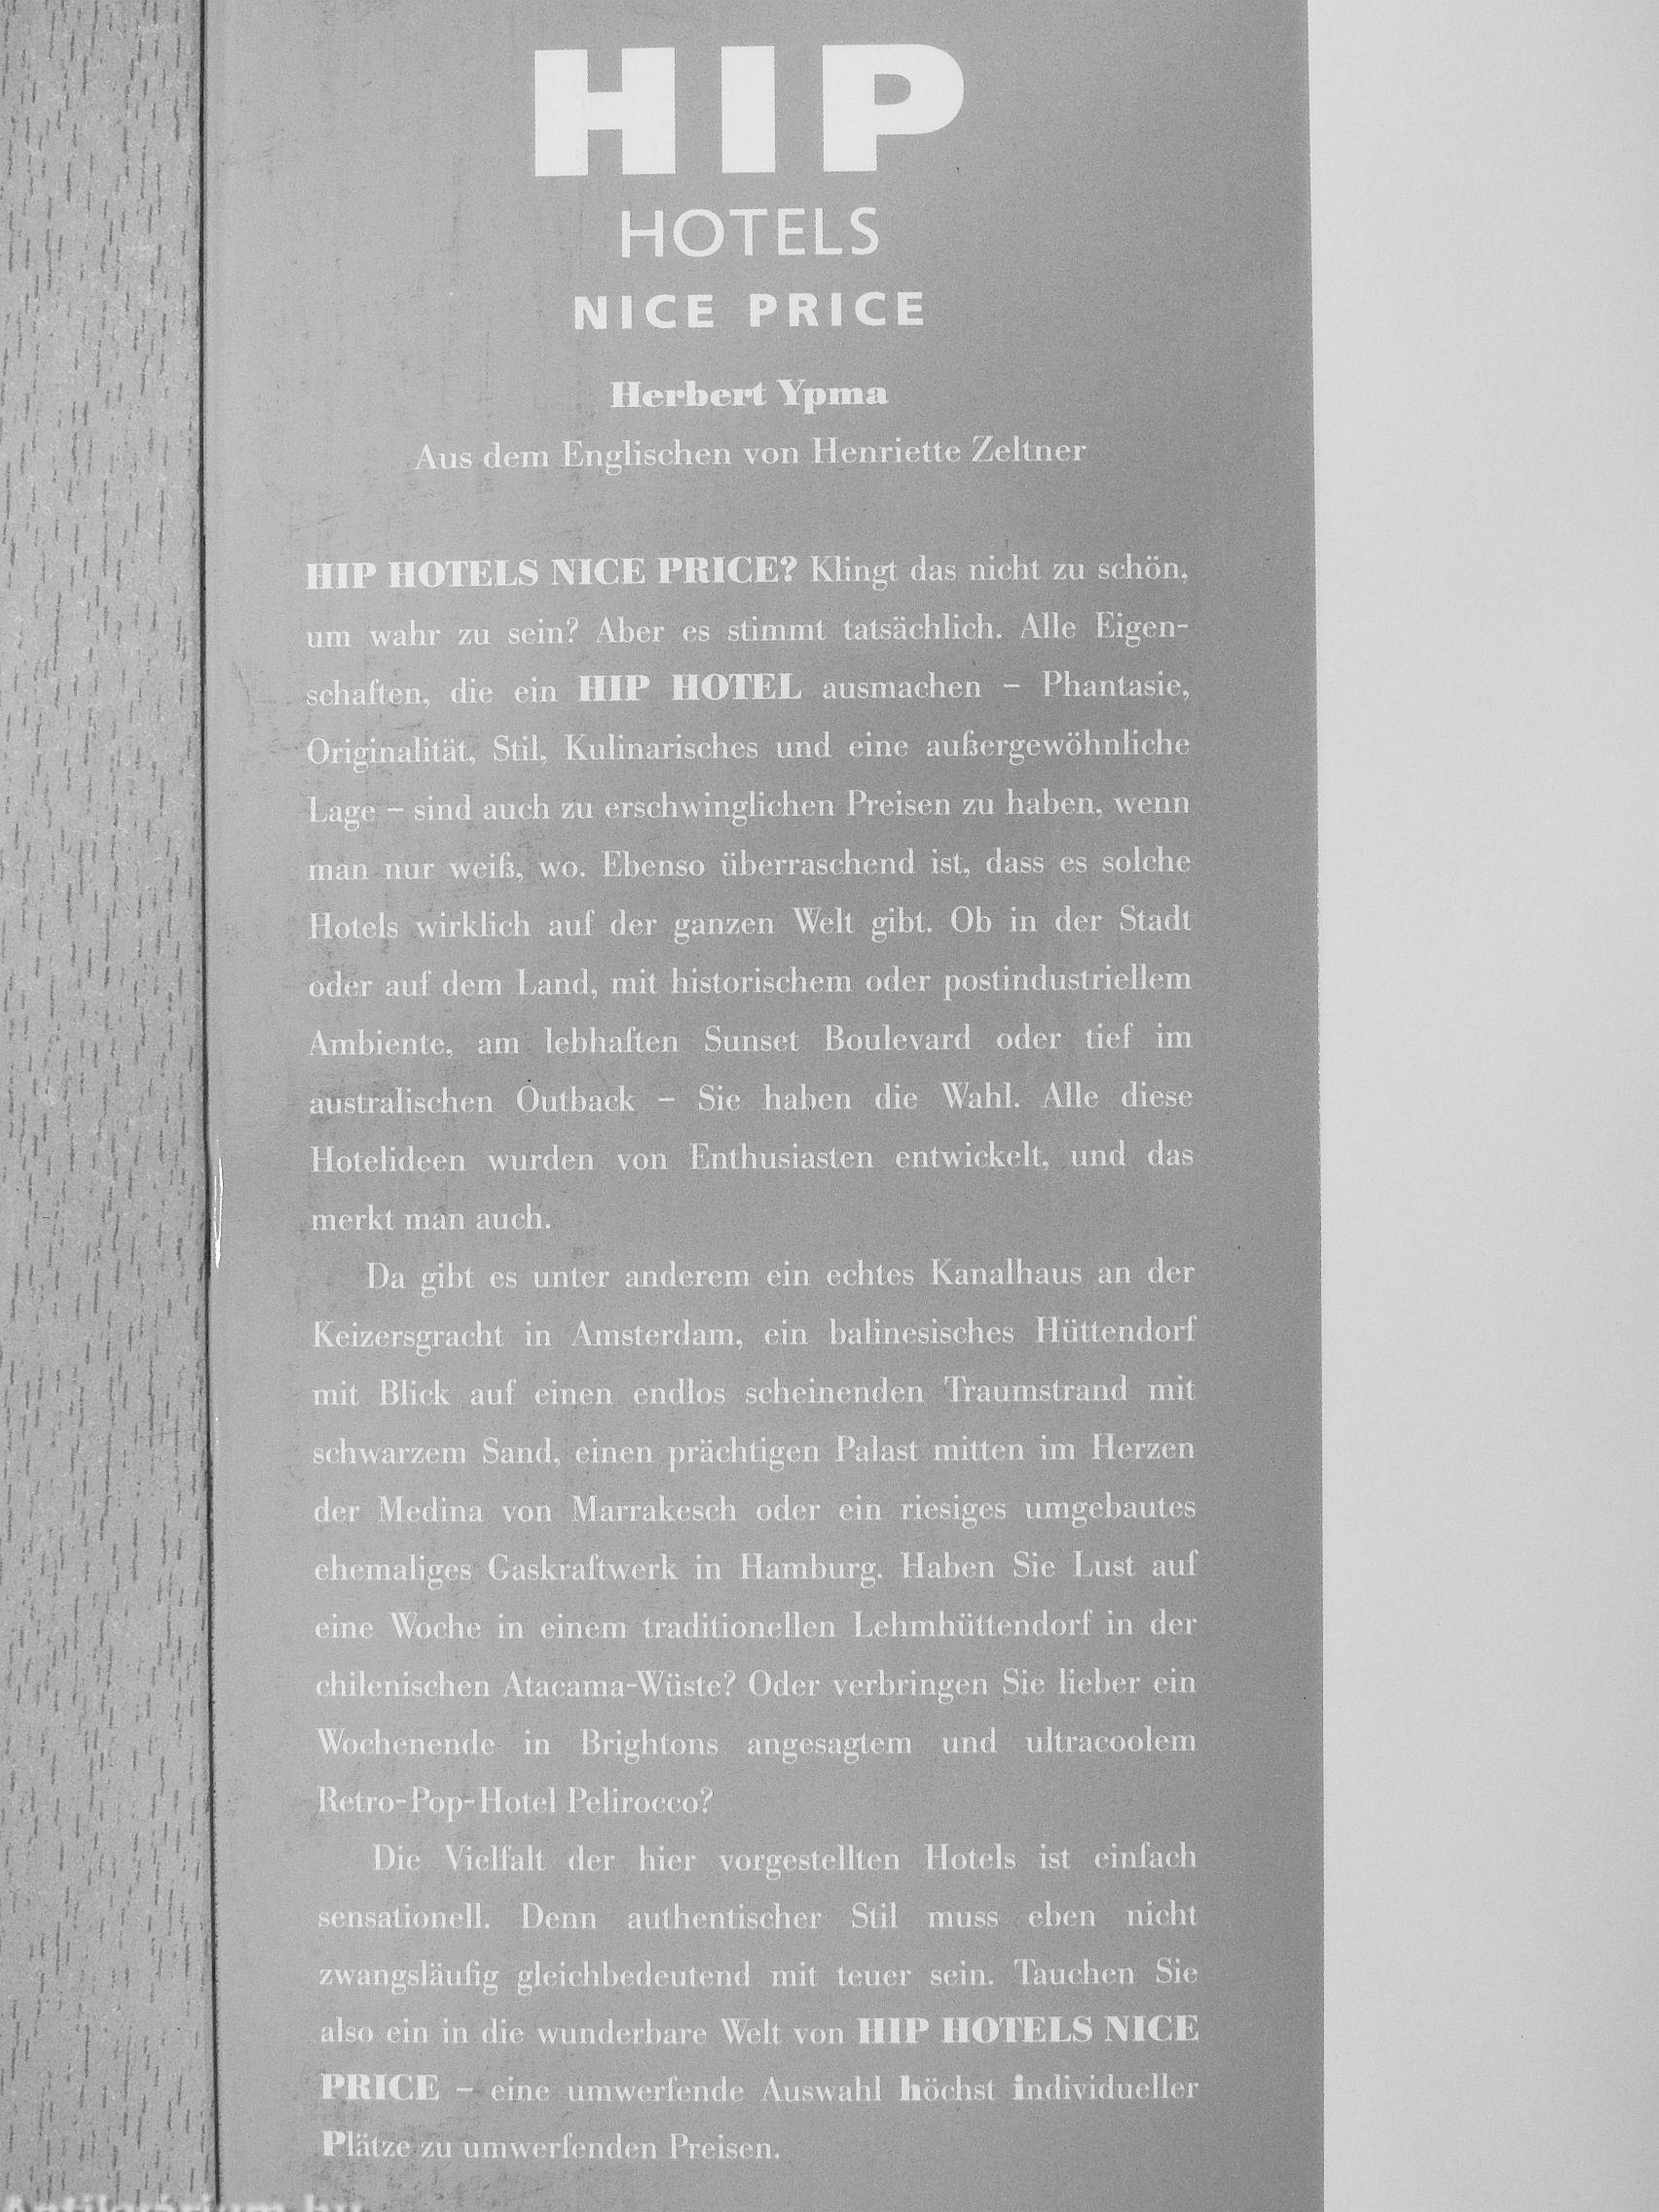 HIP
HOTELS
NICE PRICE
Herbert Ypma
Aus dem Englischen von Henriette Zeltner
HIP HOTELS NICE PRICE? Klingt das nicht zu schön,
um wahr zu sein? Aber es stimmt tatsächlich. Alle Eigen-
schaften, die ein HIP HOTEL ausmachen – Phantasie,
Originalität, Stil, Kulinarisches und eine außergewöhnliche
Lage – sind auch zu erschwinglichen Preisen zu haben, wenn
man nur weiß, wo. Ebenso überraschend ist, dass es solche
Hotels wirklich auf der ganzen Welt gibt. Ob in der Stadt
oder auf dem Land, mit historischem oder postindustriellem
Ambiente, am lebhaften Sunset Boulevard oder tief im
australischen Outback – Sie haben die Wahl. Alle diese
Hotelideen wurden von Enthusiasten entwickelt, und das
merkt man auch.
Da gibt es unter anderem ein echtes Kanalhaus an der
Keizersgracht in Amsterdam, ein balinesisches Hüttendorf
mit Blick auf einen endlos scheinenden Traumstrand mit
schwarzem Sand, einen prächtigen Palast mitten im Herzen
der Medina von Marrakesch oder ein riesiges umgebautes
ehemaliges Gaskraftwerk in Hamburg. Haben Sie Lust auf
eine Woche in einem traditionellen Lehmhüttendorf in der
chilenischen Atacama-Wüste? Oder verbringen Sie lieber ein
Wochenende in Brightons angesagtem und ultracoolem
Retro-Pop-Hotel Pelirocco?
Die Vielfalt der hier vorgestellten Hotels ist einfach
sensationell. Denn authentischer Stil muss eben nicht
zwangsläufig gleichbedeutend mit teuer sein. Tauchen Sie
also ein in die wunderbare Welt von HIP HOTELS NICE
PRICE – eine umwerfende Auswahl höchst individueller
Plätze zu umwerfenden Preisen.